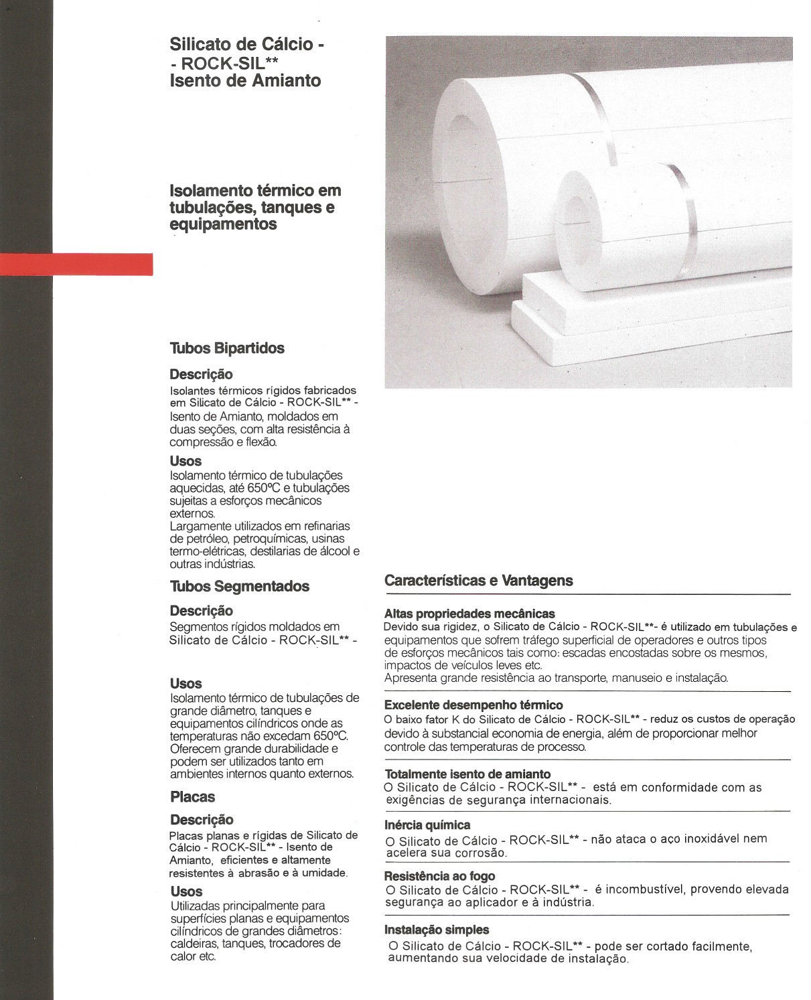 Silicato de Cálcio -
- ROCK-SIL**
Isento de Amianto
Isolamento térmico em
tubulações, tanques e
equipamentos
Tubos Bipartidos
Descrição
Isolantes térmicos rígidos fabricados
em Silicato de Cálcio - ROCK-SIL** -
Isento de Amianto, moldados em
duas seções, com alta resistência à
compressão e flexão.
Usos
Isolamento térmico de tubulações
aquecidas, até 650ºC e tubulações
sujeitas a esforços mecânicos
externos.
Largamente utilizados em refinarias
de petróleo, petroquímicas, usinas
termo-elétricas, destilarias de álcool e
outras indústrias.
Tubos Segmentados
Descrição
Segmentos rígidos moldados em
Silicato de Cálcio - ROCK-SIL** -
Usos
Isolamento térmico de tubulações de
grande diâmetro, tanques e
equipamentos cilíndricos onde as
temperaturas não excedam 650ºC.
Oferecem grande durabilidade e
podem ser utilizados tanto em
ambientes internos quanto externos.
Placas
Descrição
Placas planas e rígidas de Silicato de
Cálcio - ROCK-SIL** - Isento de
Amianto, eficientes e altamente
resistentes à abrasão e à umidade.
Usos
Utilizadas principalmente para
superfícies planas e equipamentos
cilíndricos de grandes diâmetros:
caldeiras, tanques, trocadores de
calor etc.
Características e Vantagens
Altas propriedades mecânicas
Devido sua rigidez, o Silicato de Cálcio - ROCK-SIL**- é utilizado em tubulações e
equipamentos que sofrem tráfego superficial de operadores e outros tipos
de esforços mecânicos tais como: escadas encostadas sobre os mesmos,
impactos de veículos leves etc.
Apresenta grande resistência ao transporte, manuseio e instalação.
Excelente desempenho térmico
O baixo fator K do Silicato de Cálcio - ROCK-SIL** - reduz os custos de operação
devido à substancial economia de energia, além de proporcionar melhor
controle das temperaturas de processo.
Totalmente isento de amianto
O Silicato de Cálcio - ROCK-SIL** - está em conformidade com as
exigências de segurança internacionais.
Inércia química
O Silicato de Cálcio - ROCK-SIL** - não ataca o aço inoxidável nem
acelera sua corrosão.
Resistência ao fogo
O Silicato de Cálcio - ROCK-SIL** - é incombustível, provendo elevada
segurança ao aplicador e à indústria.
Instalação simples
O Silicato de Cálcio - ROCK-SIL** - pode ser cortado facilmente,
aumentando sua velocidade de instalação.